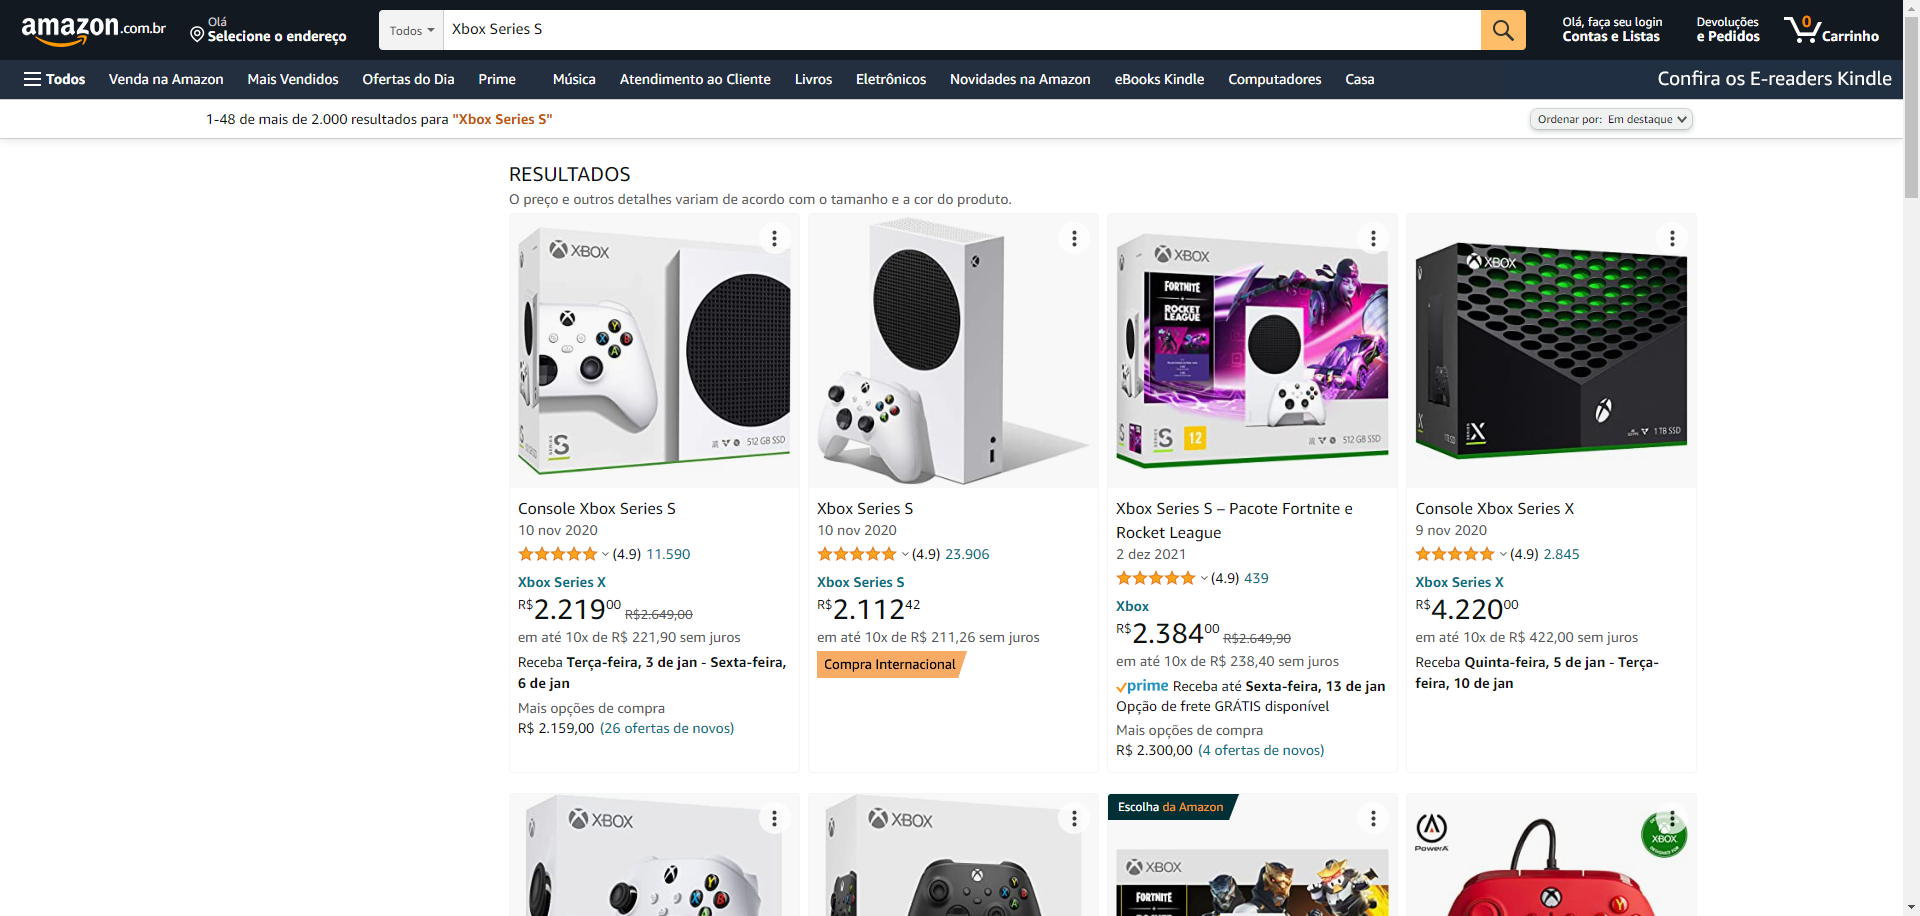 amazon.com.br
Olá
Selecione o endereço
Todos
Xbox Series S
Olá, faça seu login
Contas e Listas
Devoluções
e Pedidos
0
Carrinho
Todos
Venda na Amazon
Mais Vendidos
Ofertas do Dia
Prime
Música
Atendimento ao Cliente
Livros
Eletrônicos
Novidades na Amazon
eBooks Kindle
Computadores
Casa
Confira os E-readers Kindle
1-48 de mais de 2.000 resultados para "Xbox Series S"
Ordenar por: Em destaque
RESULTADOS
O preço e outros detalhes variam de acordo com o tamanho e a cor do produto.
XBOX
Y
X
B
A
SERIES S
512 GB SSD
Console Xbox Series S
10 nov 2020
(4.9) 11.590
Xbox Series X
R$2.21900 R$2.649,00
em até 10x de R$ 221,90 sem juros
Receba Terça-feira, 3 de jan - Sexta-feira,
6 de jan
Mais opções de compra
R$ 2.159,00 (26 ofertas de novos)
Xbox Series S
10 nov 2020
(4.9) 23.906
Xbox Series S
R$2.11242
em até 10x de R$ 211,26 sem juros
Compra Internacional
XBOX
FORTNITE
+
ROCKET
LEAGUE
S
SERIES S
12
512 GB SSD
Xbox Series S – Pacote Fortnite e
Rocket League
2 dez 2021
(4.9) 439
Xbox
R$2.38400 R$2.649,90
em até 10x de R$ 238,40 sem juros
prime Receba até Sexta-feira, 13 de jan
Opção de frete GRÁTIS disponível
Mais opções de compra
R$ 2.300,00 (4 ofertas de novos)
XBOX
X
SERIES X
1 TB SSD
Console Xbox Series X
9 nov 2020
(4.9) 2.845
Xbox Series X
R$4.22000
em até 10x de R$ 422,00 sem juros
Receba Quinta-feira, 5 de jan - Terça-
feira, 10 de jan
XBOX
Y
X
B
A
XBOX
Y
X
B
A
Escolha da Amazon
XBOX
FORTNITE
+
POWERA
XBOX
Y